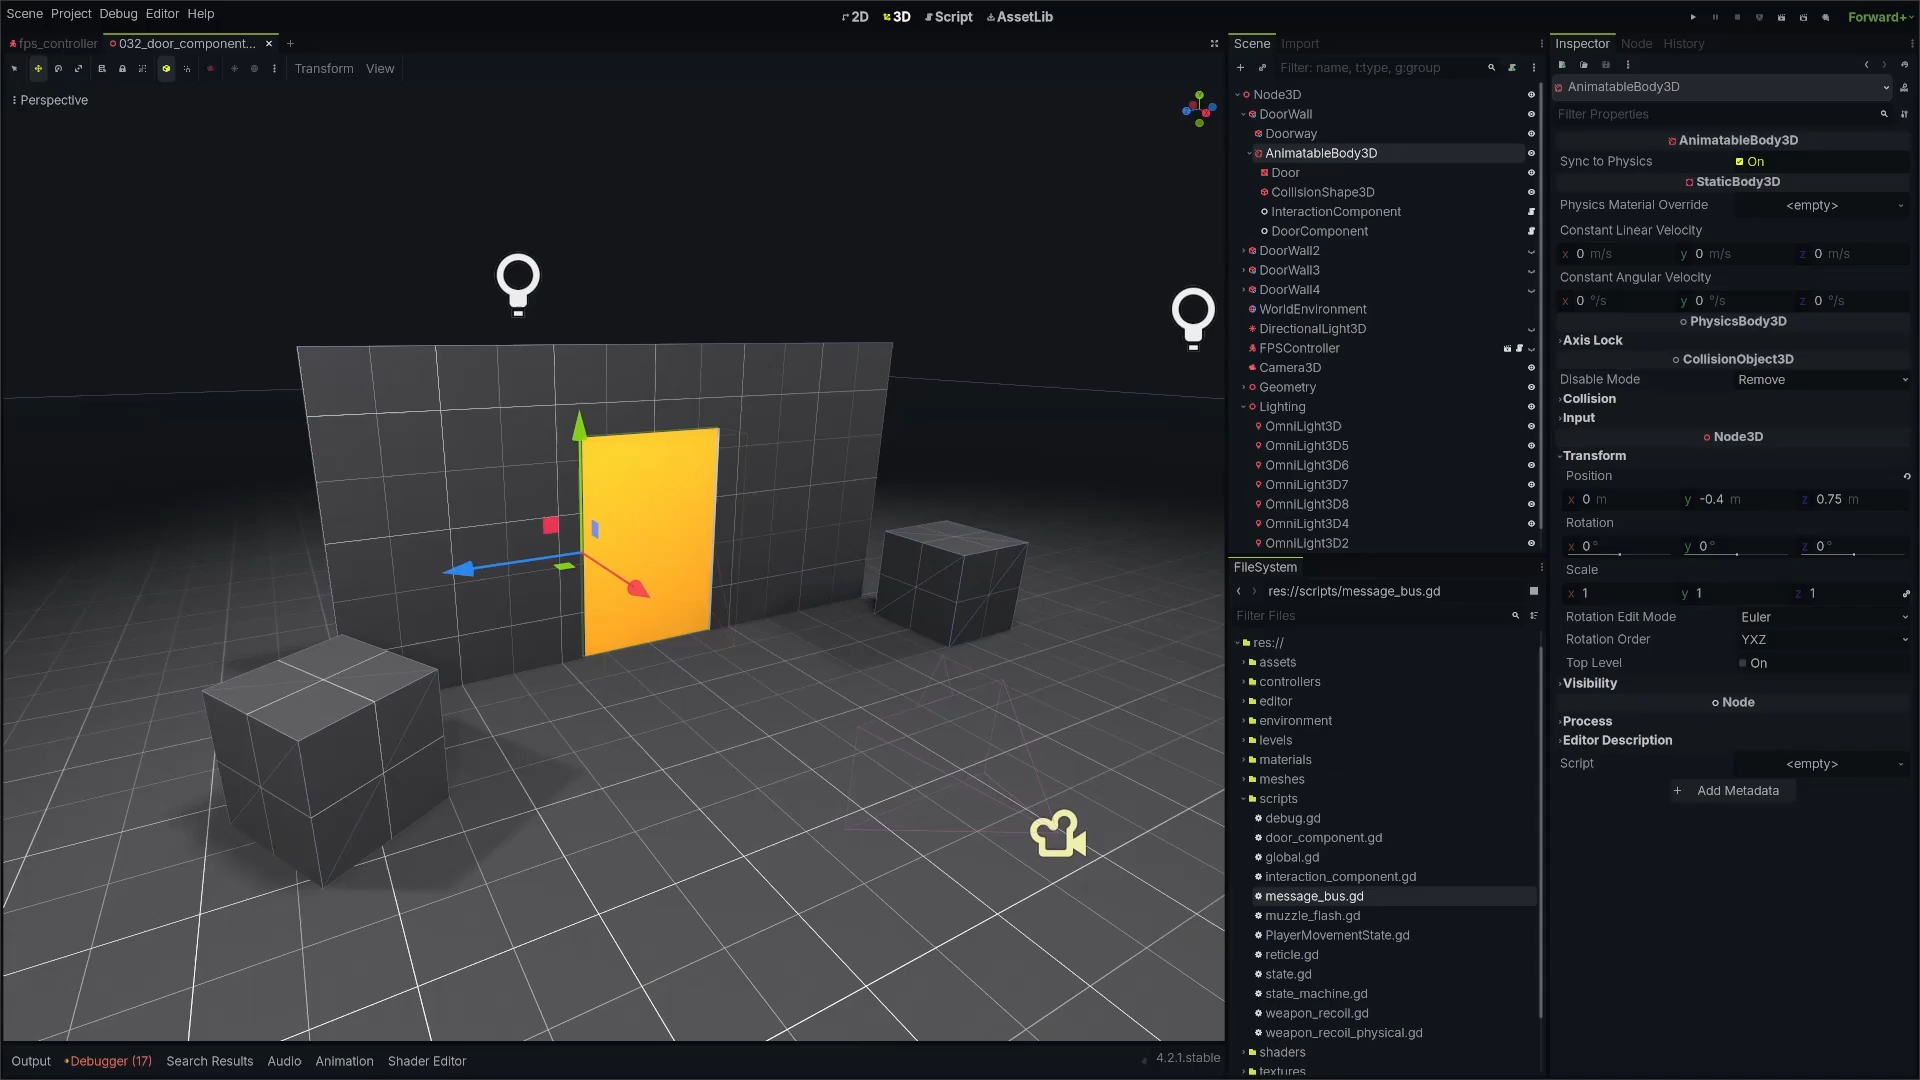 Scene Project Debug Editor Help
2D 3D Script AssetLib
Forward+
fps_controller 032_door_component...
Transform View
Perspective
4.2.1.stable
Output Debugger (17) Search Results Audio Animation Shader Editor
Scene Import
Filter: name, t:type, g:group
Node3D
DoorWall
Doorway
AnimatableBody3D
Door
CollisionShape3D
InteractionComponent
DoorComponent
DoorWall2
DoorWall3
DoorWall4
WorldEnvironment
DirectionalLight3D
FPSController
Camera3D
Geometry
Lighting
OmniLight3D
OmniLight3D5
OmniLight3D6
OmniLight3D7
OmniLight3D8
OmniLight3D4
OmniLight3D2
FileSystem
res://scripts/message_bus.gd
Filter Files
res://
assets
controllers
editor
environment
levels
materials
meshes
scripts
debug.gd
door_component.gd
global.gd
interaction_component.gd
message_bus.gd
muzzle_flash.gd
PlayerMovementState.gd
reticle.gd
state.gd
state_machine.gd
weapon_recoil.gd
weapon_recoil_physical.gd
shaders
textures
Inspector Node History
AnimatableBody3D
Filter Properties
AnimatableBody3D
Sync to Physics On
StaticBody3D
Physics Material Override <empty>
Constant Linear Velocity
x 0 m/s y 0 m/s z 0 m/s
Constant Angular Velocity
x 0 °/s y 0 °/s z 0 °/s
PhysicsBody3D
Axis Lock
CollisionObject3D
Disable Mode Remove
Collision
Input
Node3D
Transform
Position
x 0 m y -0.4 m z 0.75 m
Rotation
x 0 ° y 0 ° z 0 °
Scale
x 1 y 1 z 1
Rotation Edit Mode Euler
Rotation Order YXZ
Top Level On
Visibility
Node
Process
Editor Description
Script <empty>
+ Add Metadata